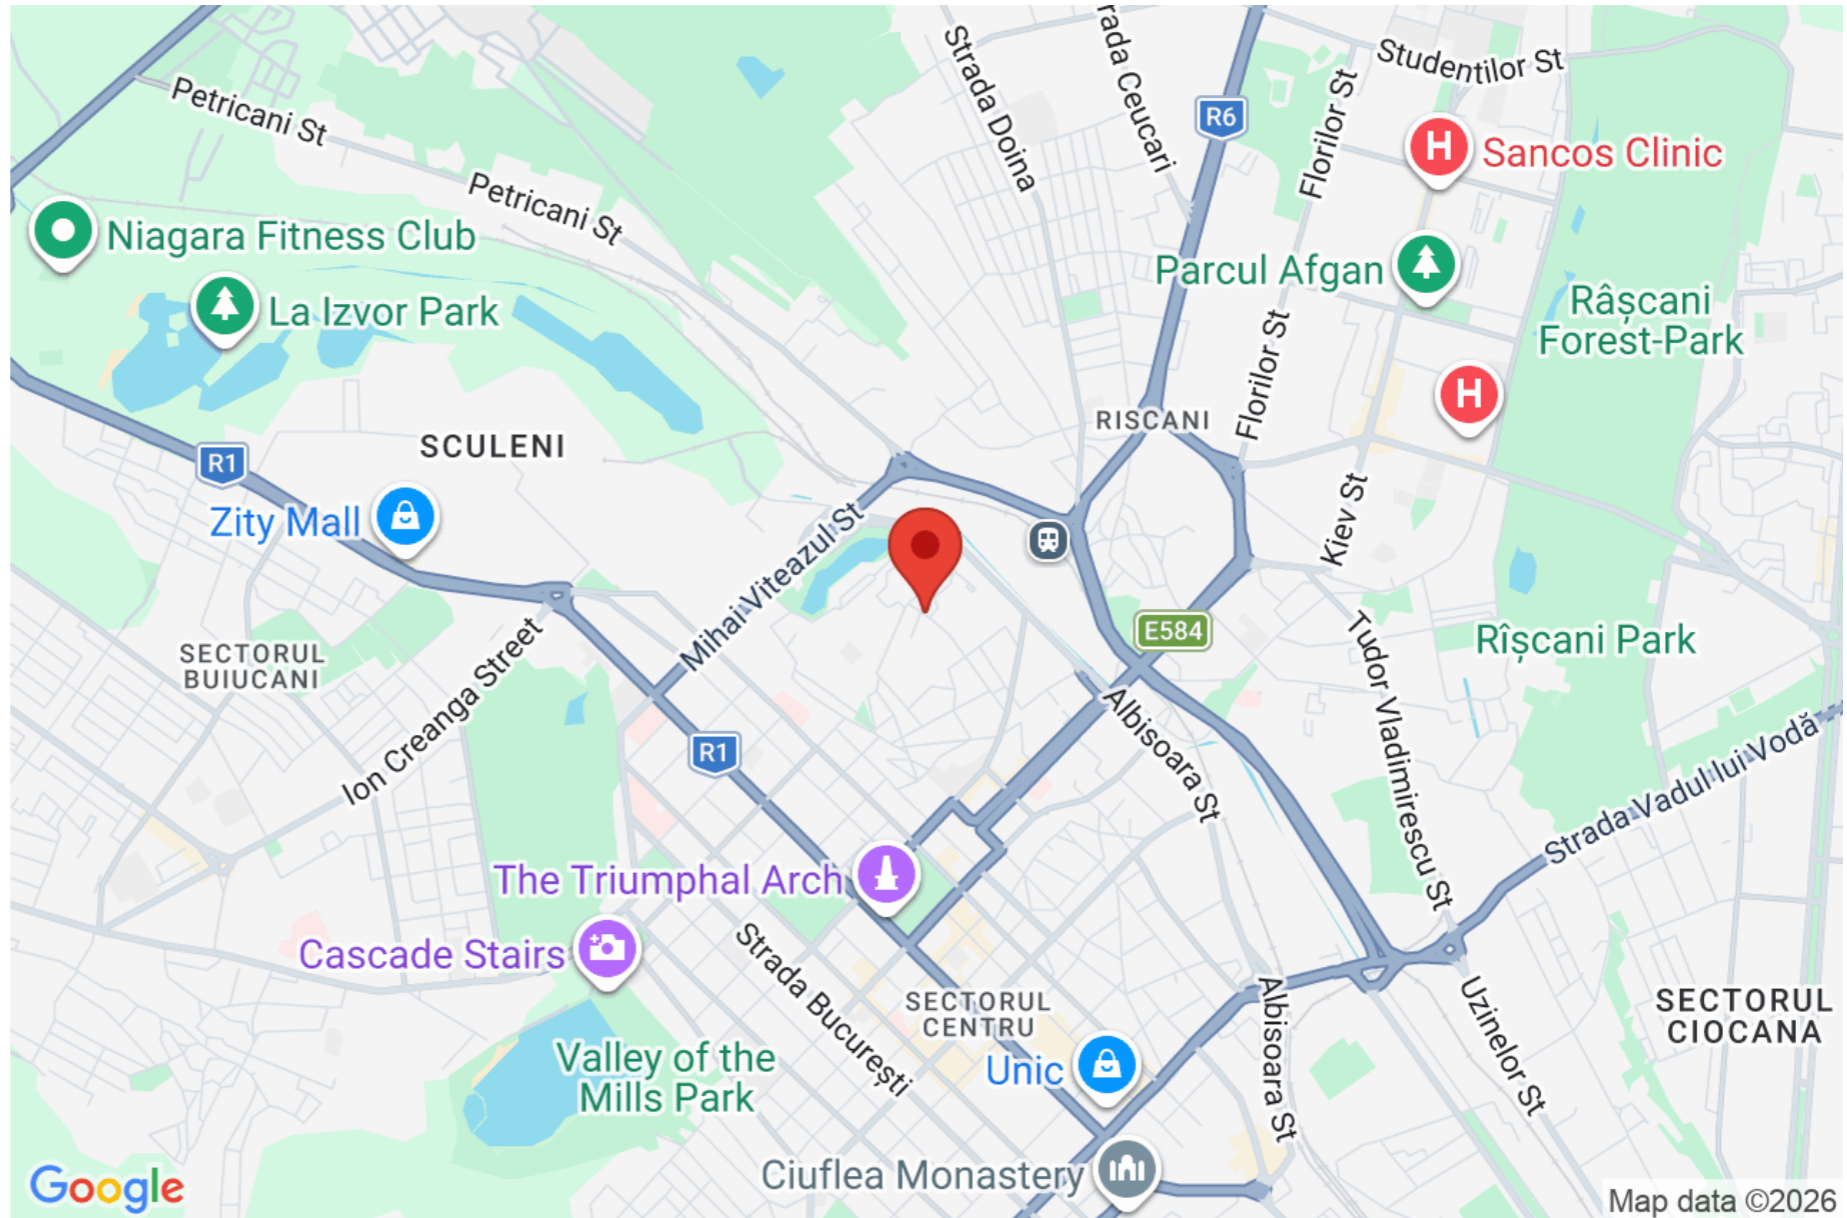 Studentilor St
Strada Doina
rada Ceucari
Petricani St
R6
Florilor St
H
Sancos Clinic
Petricani St
Niagara Fitness Club
Parcul Afgan
La Izvor Park
Râșcani
Forest-Park
Florilor St
H
RISCANI
SCULENI
R1
Zity Mall
Mihai Viteazul St
Kiev St
E584
Rîșcani Park
SECTORUL
BUIUCANI
Ion Creanga Street
Tudor Vladimirescu St
Albisoara St
R1
Strada Vadul lui Vodă
The Triumphal Arch
Cascade Stairs
Strada București
SECTORUL
CENTRU
Albisoara St
Uzinelor St
SECTORUL
CIOCANA
Valley of the
Mills Park
Unic
Ciuflea Monastery
Google
Map data ©2026